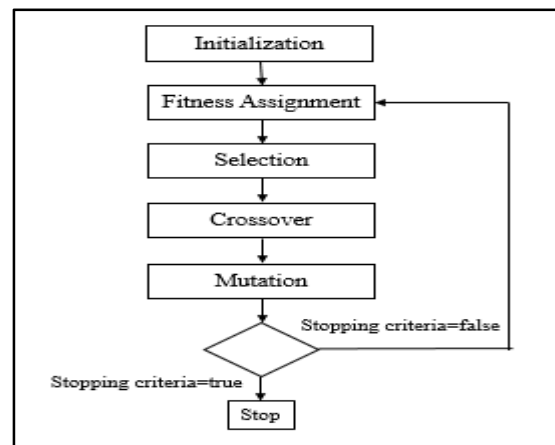 Initialization
Fitness Assignment
Selection
Crossover
Mutation
Stopping criteria=false
Stopping criteria=true
Stop